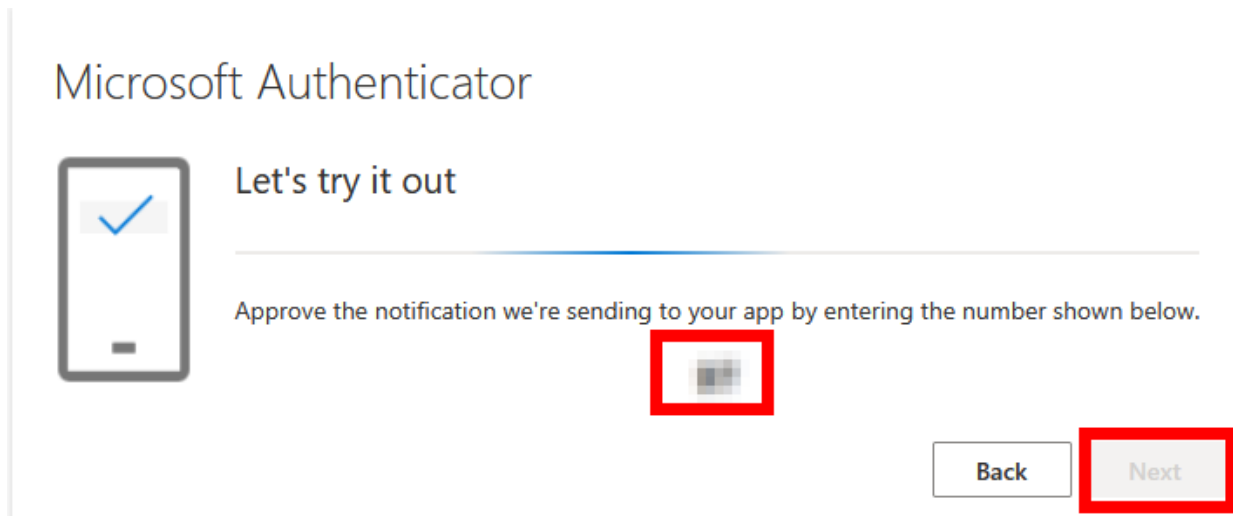 Microsoft Authenticator
Let's try it out
Approve the notification we're sending to your app by entering the number shown below.
Back
Next